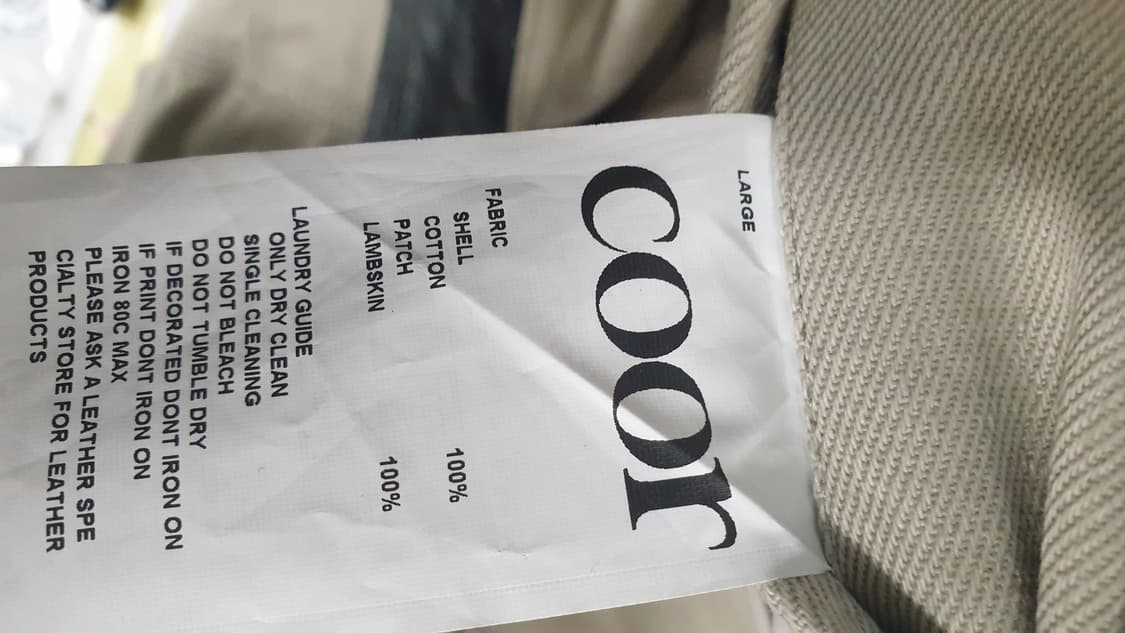 LARGE
coor
FABRIC
SHELL
COTTON 100%
PATCH
LAMBSKIN 100%
LAUNDRY GUIDE
ONLY DRY CLEAN
SINGLE CLEANING
DO NOT BLEACH
DO NOT TUMBLE DRY
IF DECORATED DONT IRON ON
IF PRINT DONT IRON ON
IRON 80C MAX
PLEASE ASK A LEATHER SPE
CIALTY STORE FOR LEATHER
PRODUCTS